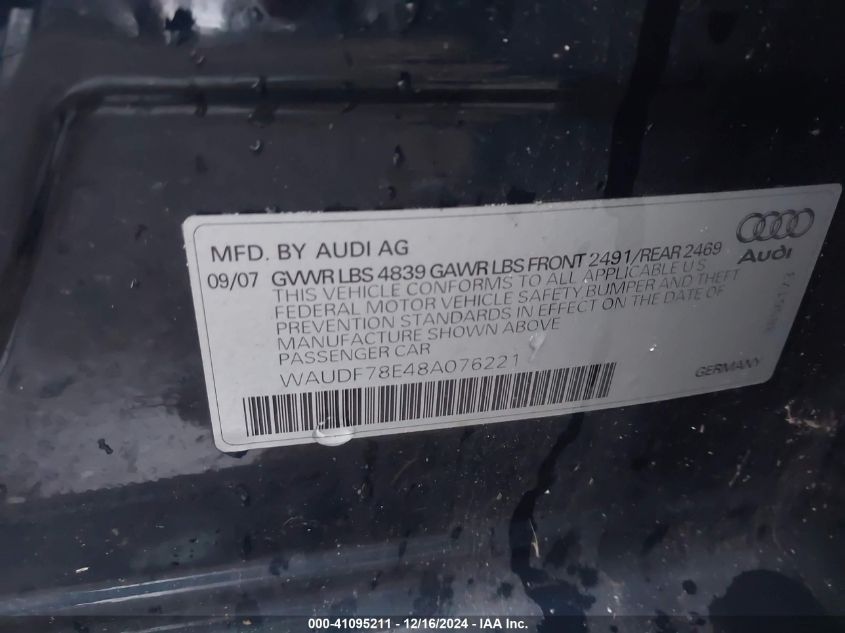 MFD. BY AUDI AG
09/07 GVWR LBS 4839 GAWR LBS FRONT 2491/REAR 2469
THIS VEHICLE CONFORMS TO ALL APPLICABLE U.S.
FEDERAL MOTOR VEHICLE SAFETY BUMPER AND THEFT
PREVENTION STANDARDS IN EFFECT ON THE DATE OF
MANUFACTURE SHOWN ABOVE
PASSENGER CAR
WAUDF78E48A076221
Audi
GERMANY
000-41095211 - 12/16/2024 - IAA Inc.